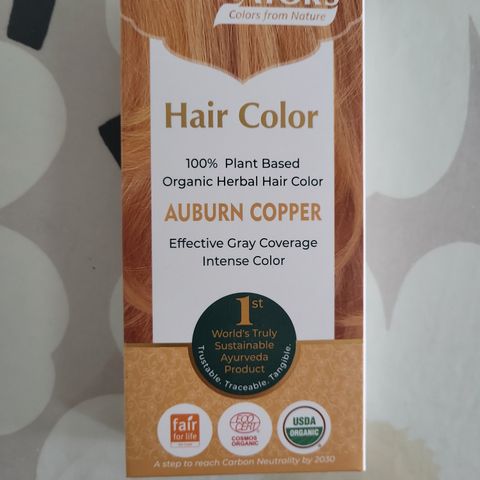 Colors from Nature
Hair Color
100% Plant Based
Organic Herbal Hair Color
AUBURN COPPER
Effective Gray Coverage
Intense Color
1st
World's Truly
Sustainable
Ayurveda
Product
Trustable. Traceable. Tangible.
fair
for life
ECO
CERT
COSMOS
ORGANIC
USDA
ORGANIC
A step to reach Carbon Neutrality by 2030